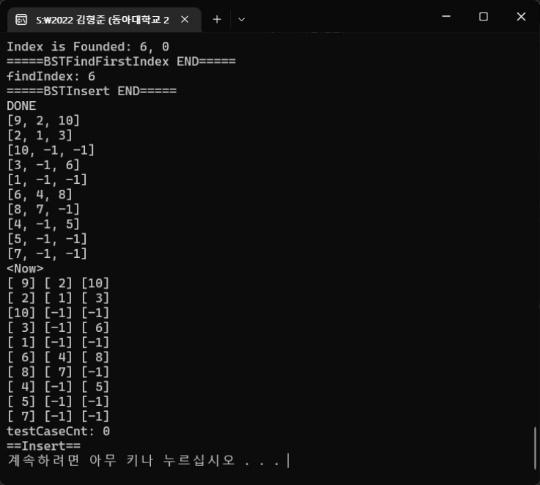 S:₩2022 김형준 (동아대학교 2
Index is Founded: 6, 0
=====BSTFindFirstIndex END=====
findIndex: 6
=====BSTInsert END=====
DONE
[9, 2, 10]
[2, 1, 3]
[10, -1, -1]
[3, -1, 6]
[1, -1, -1]
[6, 4, 8]
[8, 7, -1]
[4, -1, 5]
[5, -1, -1]
[7, -1, -1]
<Now>
[ 9] [ 2] [10]
[ 2] [ 1] [ 3]
[10] [-1] [-1]
[ 3] [-1] [ 6]
[ 1] [-1] [-1]
[ 6] [ 4] [ 8]
[ 8] [ 7] [-1]
[ 4] [-1] [ 5]
[ 5] [-1] [-1]
[ 7] [-1] [-1]
testCaseCnt: 0
==Insert==
계속하려면 아무 키나 누르십시오 . . .